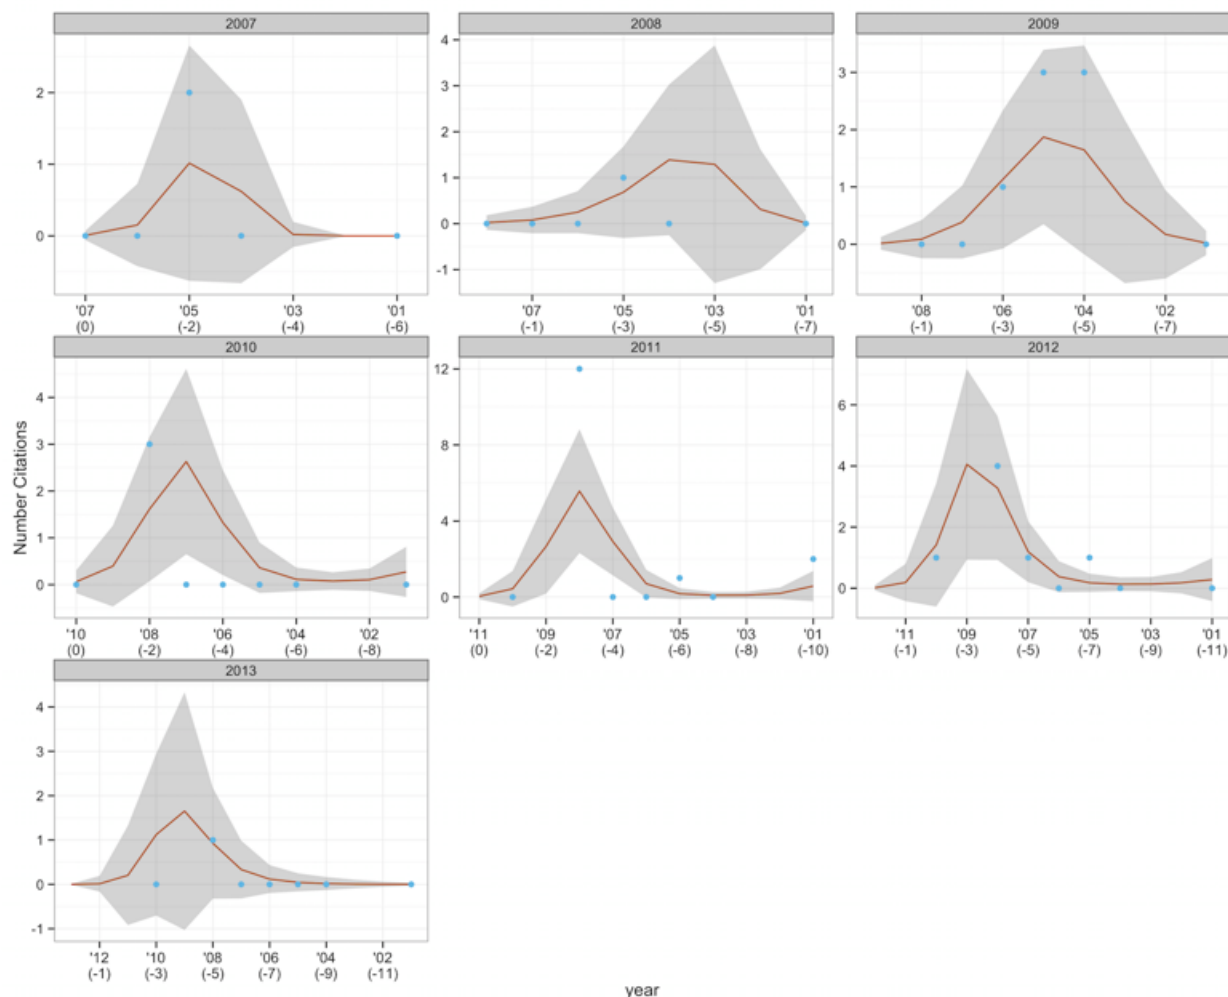 2007 2008 2009
2
1
0
4
3
2
1
0
-1
3
2
1
0
'07 '05 '03 '01
(0) (-2) (-4) (-6)
'07 '05 '03 '01
(-1) (-3) (-5) (-7)
'08 '06 '04 '02
(-1) (-3) (-5) (-7)
2010 2011 2012
Number Citations
4
3
2
1
0
12
8
4
0
6
4
2
0
'10 '08 '06 '04 '02
(0) (-2) (-4) (-6) (-8)
'11 '09 '07 '05 '03 '01
(0) (-2) (-4) (-6) (-8) (-10)
'11 '09 '07 '05 '03 '01
(-1) (-3) (-5) (-7) (-9) (-11)
2013
4
3
2
1
0
-1
'12 '10 '08 '06 '04 '02
(-1) (-3) (-5) (-7) (-9) (-11)
year